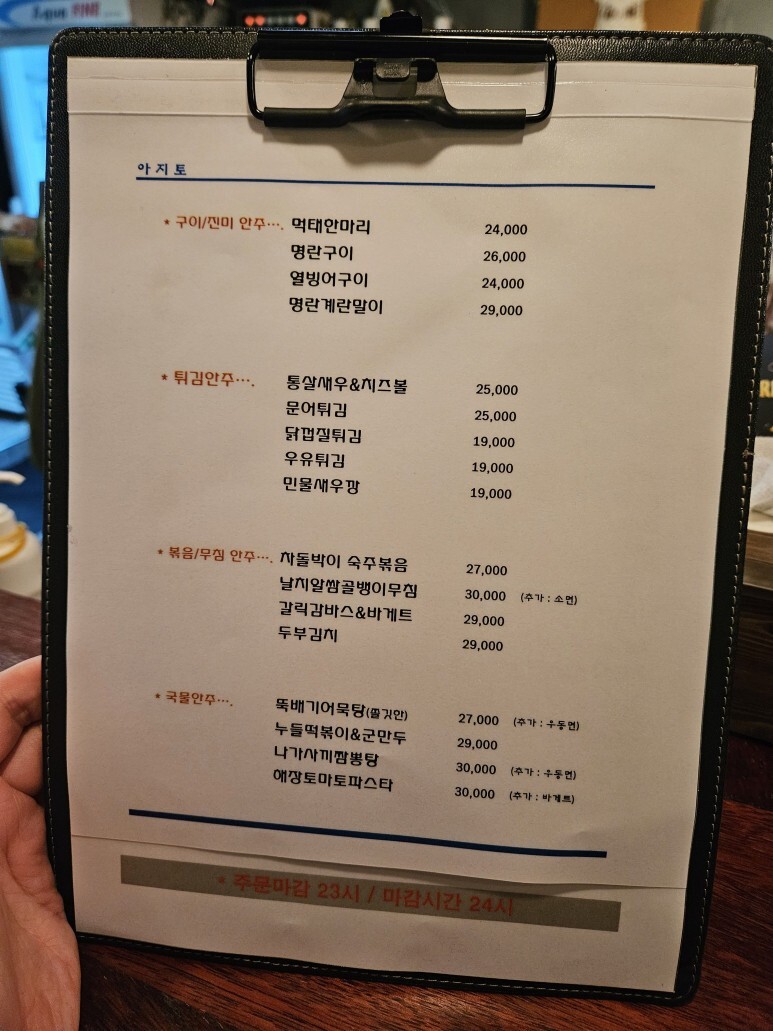 아지토
* 구이/진미 안주···. 먹태한마리 24,000
명란구이 26,000
열빙어구이 24,000
명란계란말이 29,000
* 튀김안주···. 통살새우&치즈볼 25,000
문어튀김 25,000
닭껍질튀김 19,000
우유튀김 19,000
민물새우깡 19,000
* 볶음/무침 안주···. 차돌박이 숙주볶음 27,000
날치알쌈골뱅이무침 30,000 (추가 : 소면)
갈릭감바스&바게트 29,000
두부김치 29,000
* 국물안주···. 뚝배기어묵탕(쫄깃한) 27,000 (추가 : 우동면)
누들떡볶이&군만두 29,000
나가사끼짬뽕탕 30,000 (추가 : 우동면)
해장토마토파스타 30,000 (추가 : 바게트)
* 주문마감 23시 / 마감시간 24시